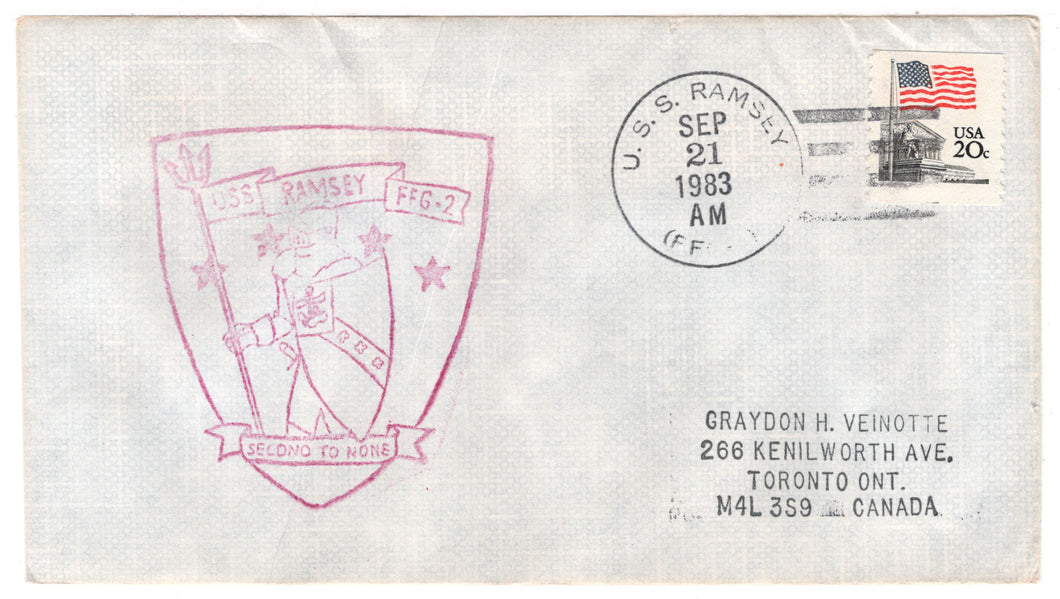 U. S. S. RAMSEY
SEP
21
1983
AM
USA
20c
USS RAMSEY FFG-2
SECOND TO NONE
GRAYDON H. VEINOTTE
266 KENILWORTH AVE.
TORONTO ONT.
M4L 3S9 CANADA